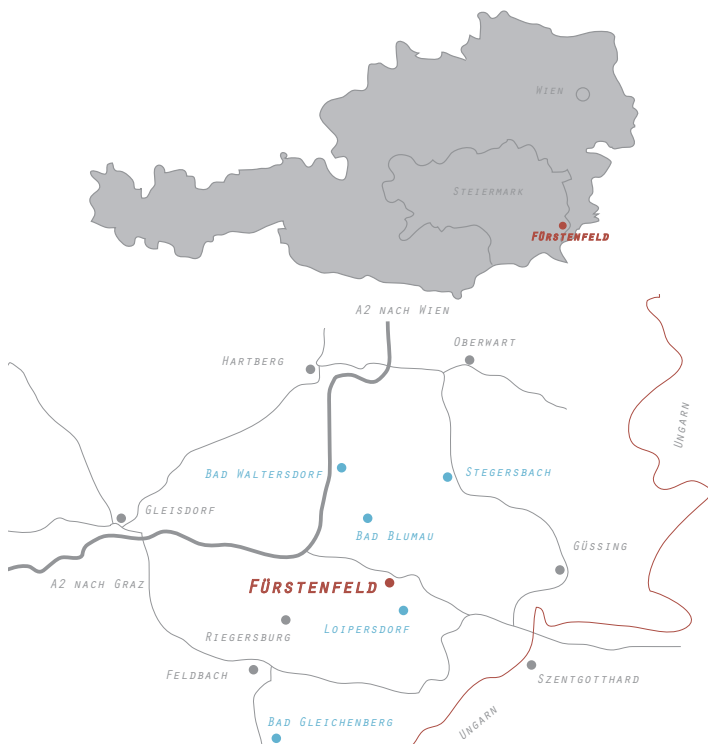 Wien
Steiermark
Fürstenfeld
A2 nach Wien
Oberwart
Hartberg
Ungarn
Bad Waltersdorf
Stegersbach
Gleisdorf
Bad Blumau
Güssing
A2 nach Graz
Fürstenfeld
Loipersdorf
Riegersburg
Feldbach
Szentgotthard
Ungarn
Bad Gleichenberg